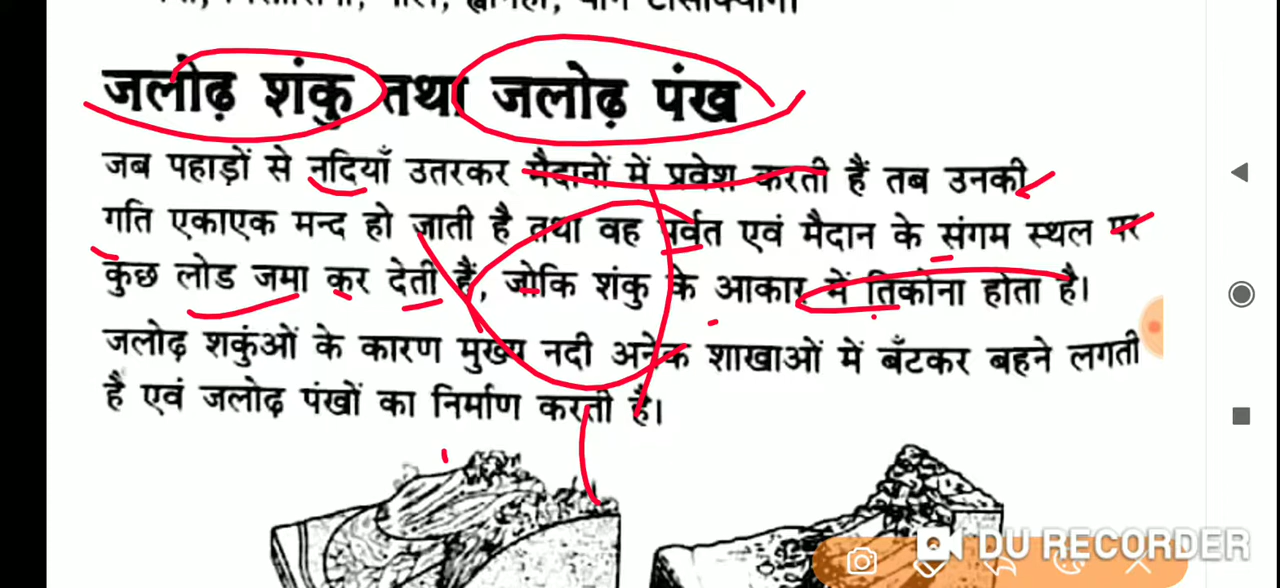 जलोढ़ शंकु तथा जलोढ़ पंख
जब पहाड़ों से नदियाँ उतरकर मैदानों में प्रवेश करती हैं तब उनकी
गति एकाएक मन्द हो जाती है तथा वह पर्वत एवं मैदान के संगम स्थल पर
कुछ लोड जमा कर देती हैं, जोकि शंकु के आकार में तिकोना होता है।
जलोढ़ शकुंओं के कारण मुख्य नदी अनेक शाखाओं में बँटकर बहने लगती
है एवं जलोढ़ पंखों का निर्माण करती है।
DU RECORDER